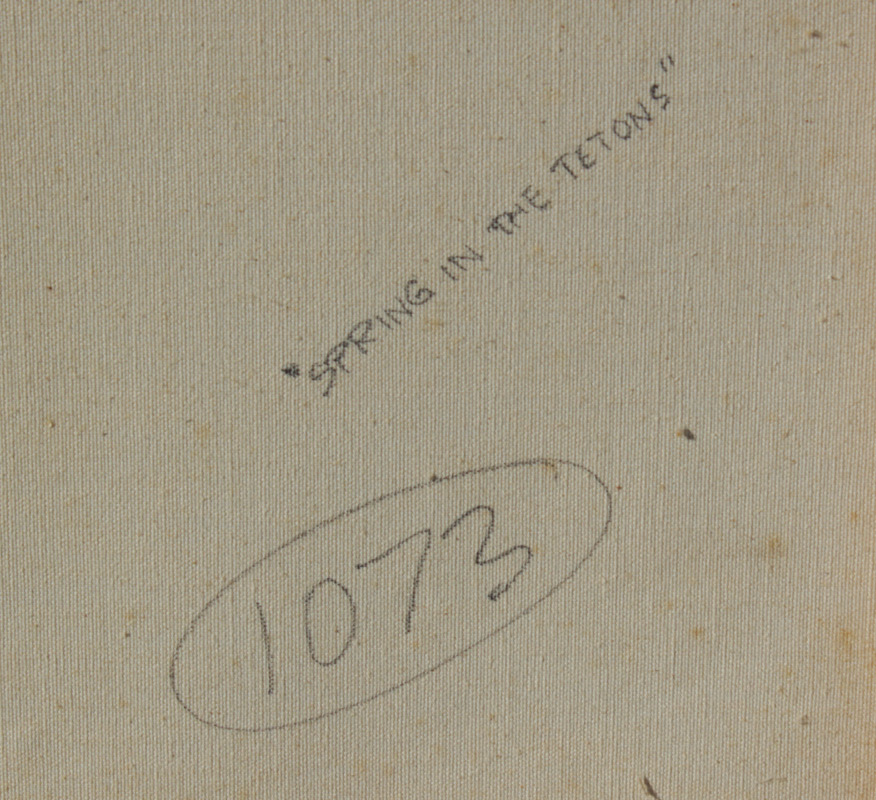 "SPRING IN THE TETONS"
1073